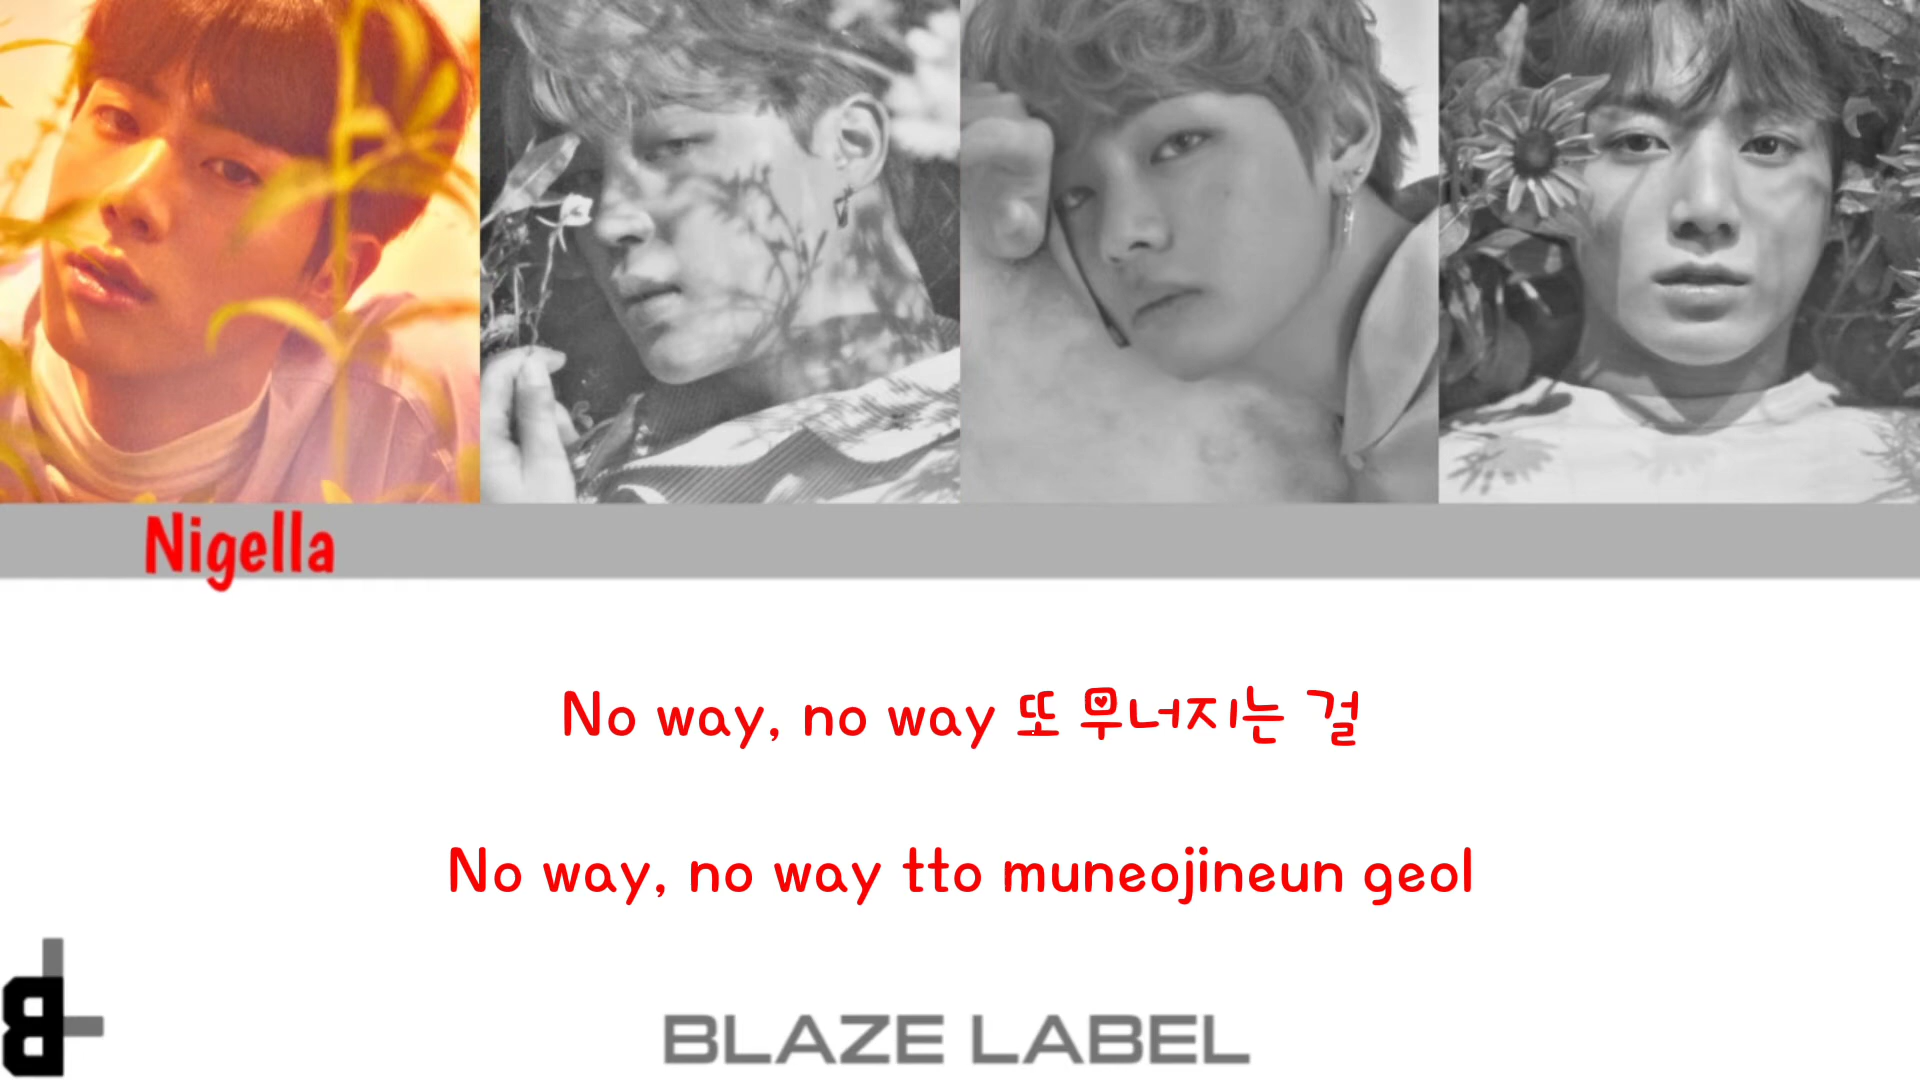 Nigella
No way, no way 또 무너지는 걸
No way, no way tto muneojineun geol
B
BLAZE LABEL